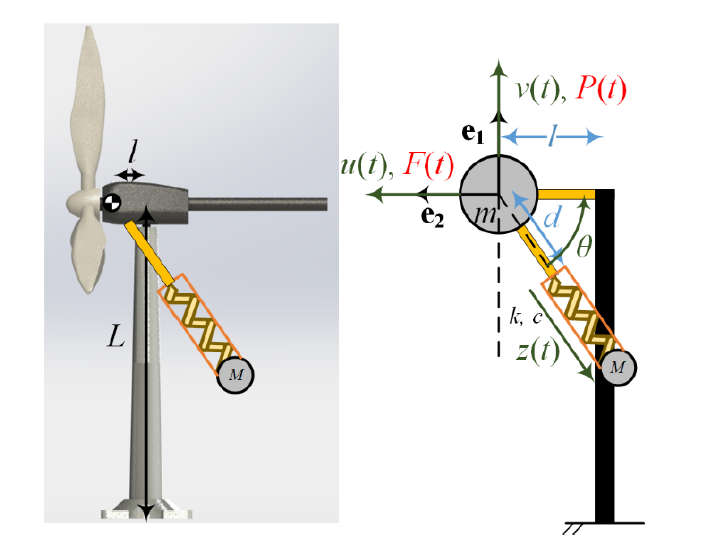 l
L
M
v(t), P(t)
e₁
l
u(t), F(t)
e₂
m
d
θ
k, c
z(t)
M